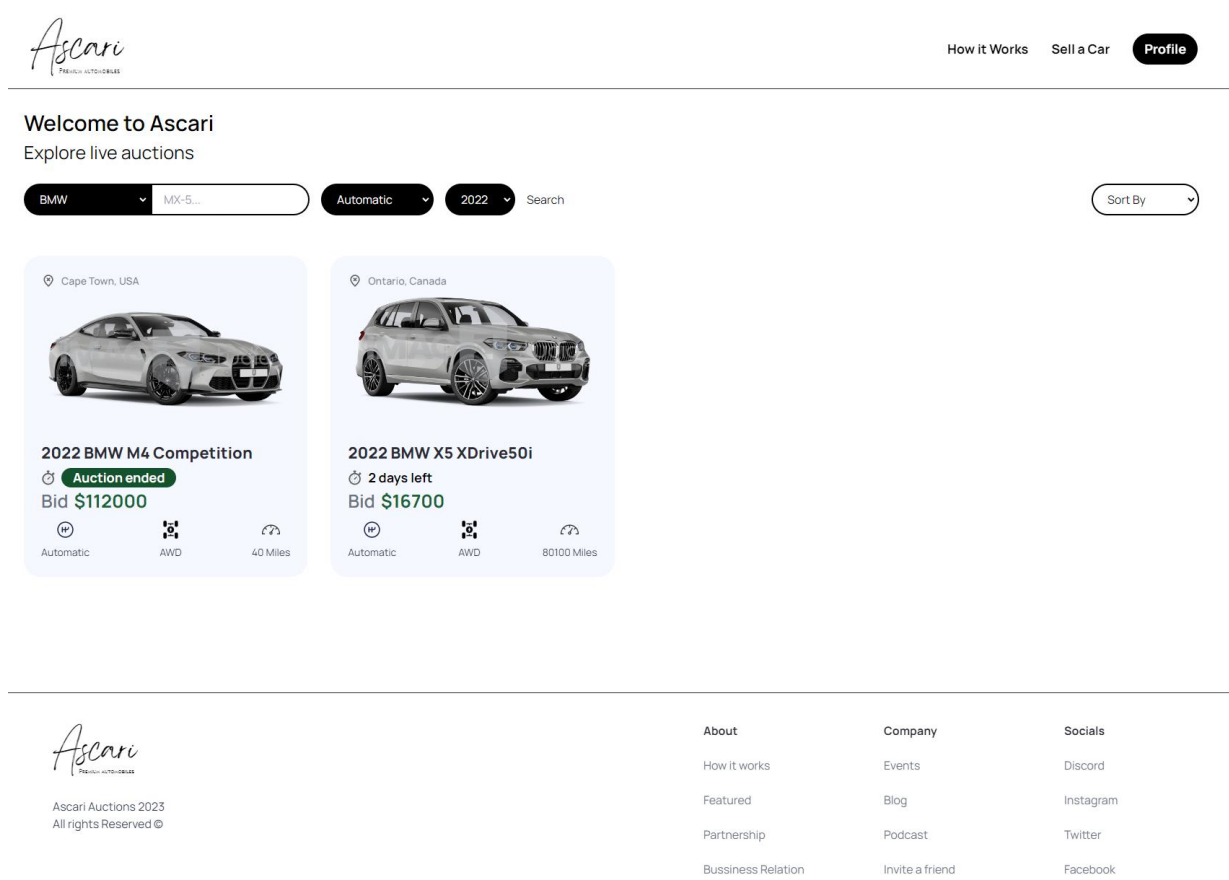 Ascari
PREMIUM AUTOMOBILES
How it Works Sell a Car Profile
Welcome to Ascari
Explore live auctions
BMW MX-5... Automatic 2022 Search Sort By
Cape Town, USA
2022 BMW M4 Competition
Auction ended
Bid $112000
Automatic AWD 40 Miles
Ontario, Canada
2022 BMW X5 XDrive50i
2 days left
Bid $16700
Automatic AWD 80100 Miles
Ascari
PREMIUM AUTOMOBILES
Ascari Auctions 2023
All rights Reserved ©
About
How it works
Featured
Partnership
Bussiness Relation
Company
Events
Blog
Podcast
Invite a friend
Socials
Discord
Instagram
Twitter
Facebook